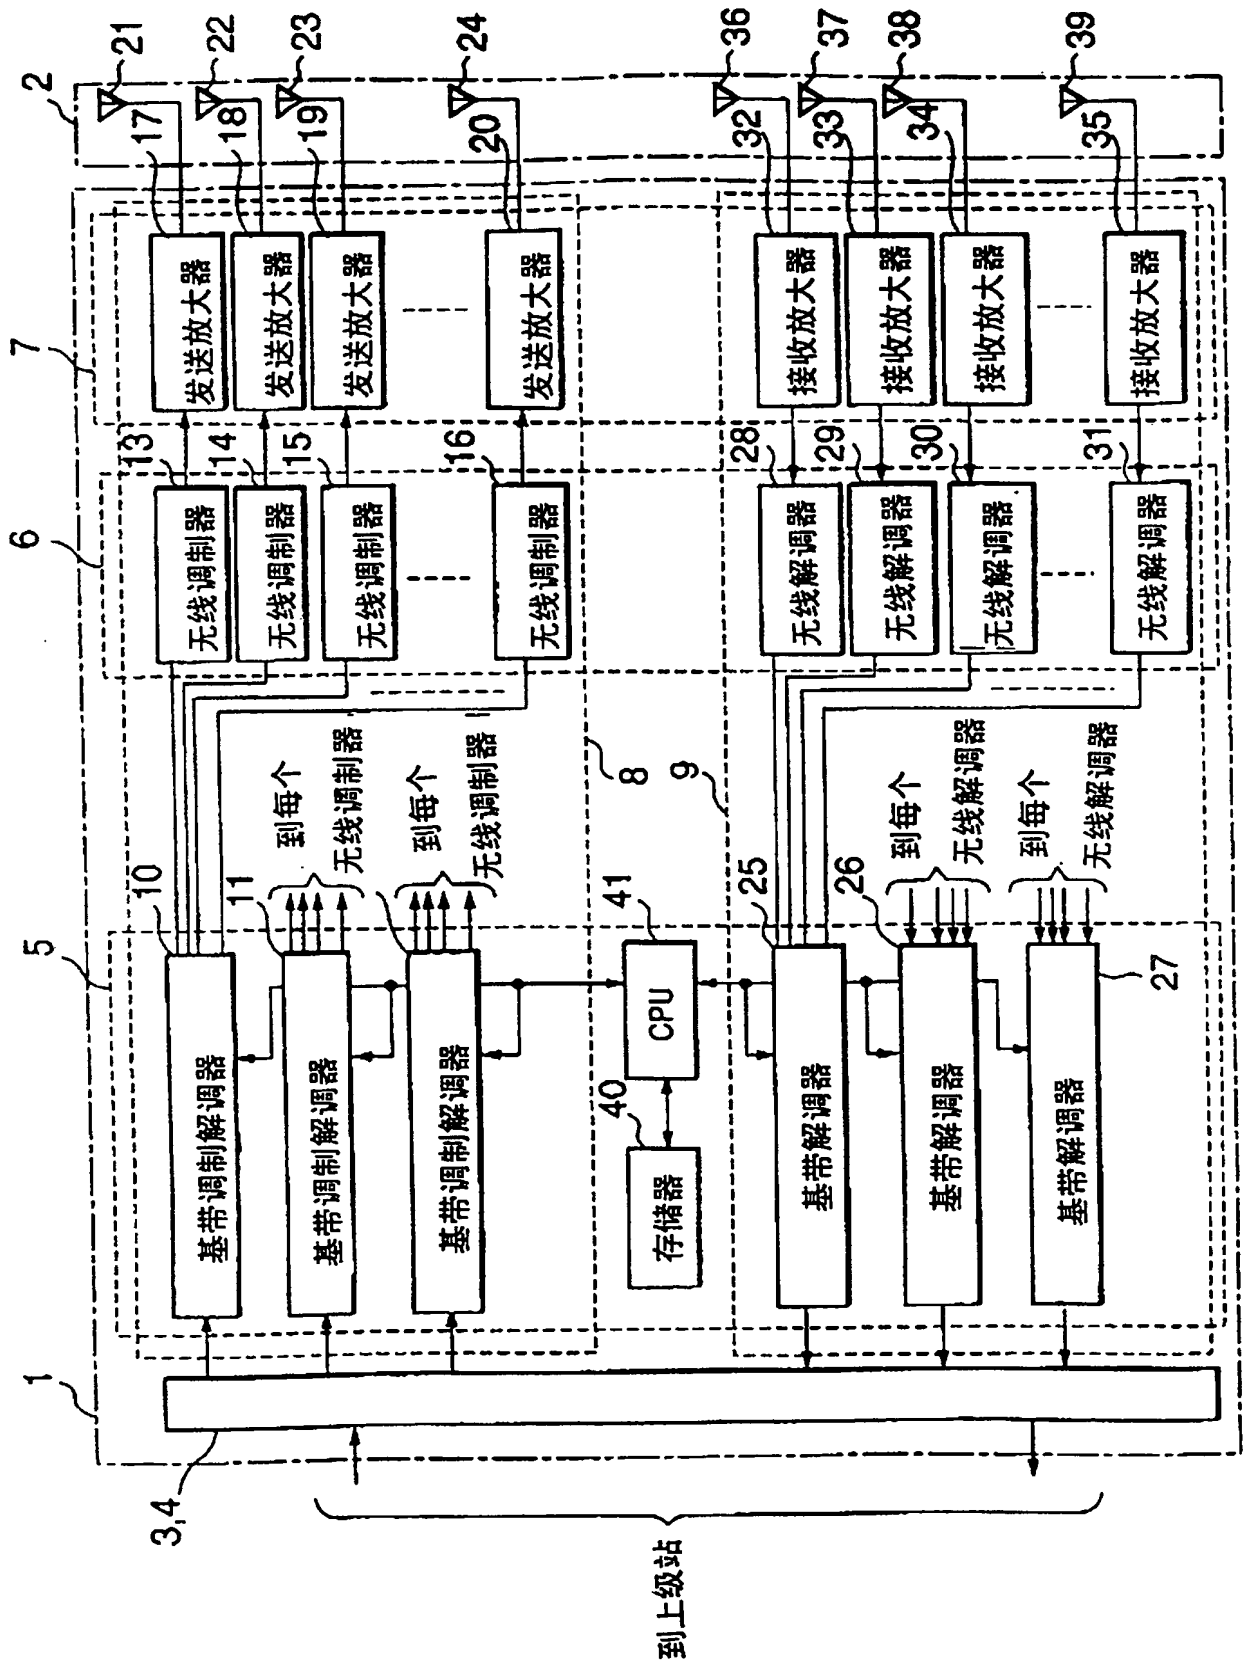 1
2
3,4
5
6
7
到上级站
10
13
17
21
基带调制解调器
无线调制器
发送放大器
14
18
22
无线调制器
发送放大器
11
15
19
23
基带调制解调器
到每个
无线调制器
无线调制器
发送放大器
基带调制解调器
到每个
无线调制器
16
20
24
无线调制器
发送放大器
8
40
41
存储器
CPU
9
25
28
32
36
基带解调器
无线解调器
接收放大器
26
29
33
37
基带解调器
到每个
无线解调器
无线解调器
接收放大器
30
34
38
无线解调器
接收放大器
27
基带解调器
到每个
无线解调器
31
35
39
无线解调器
接收放大器